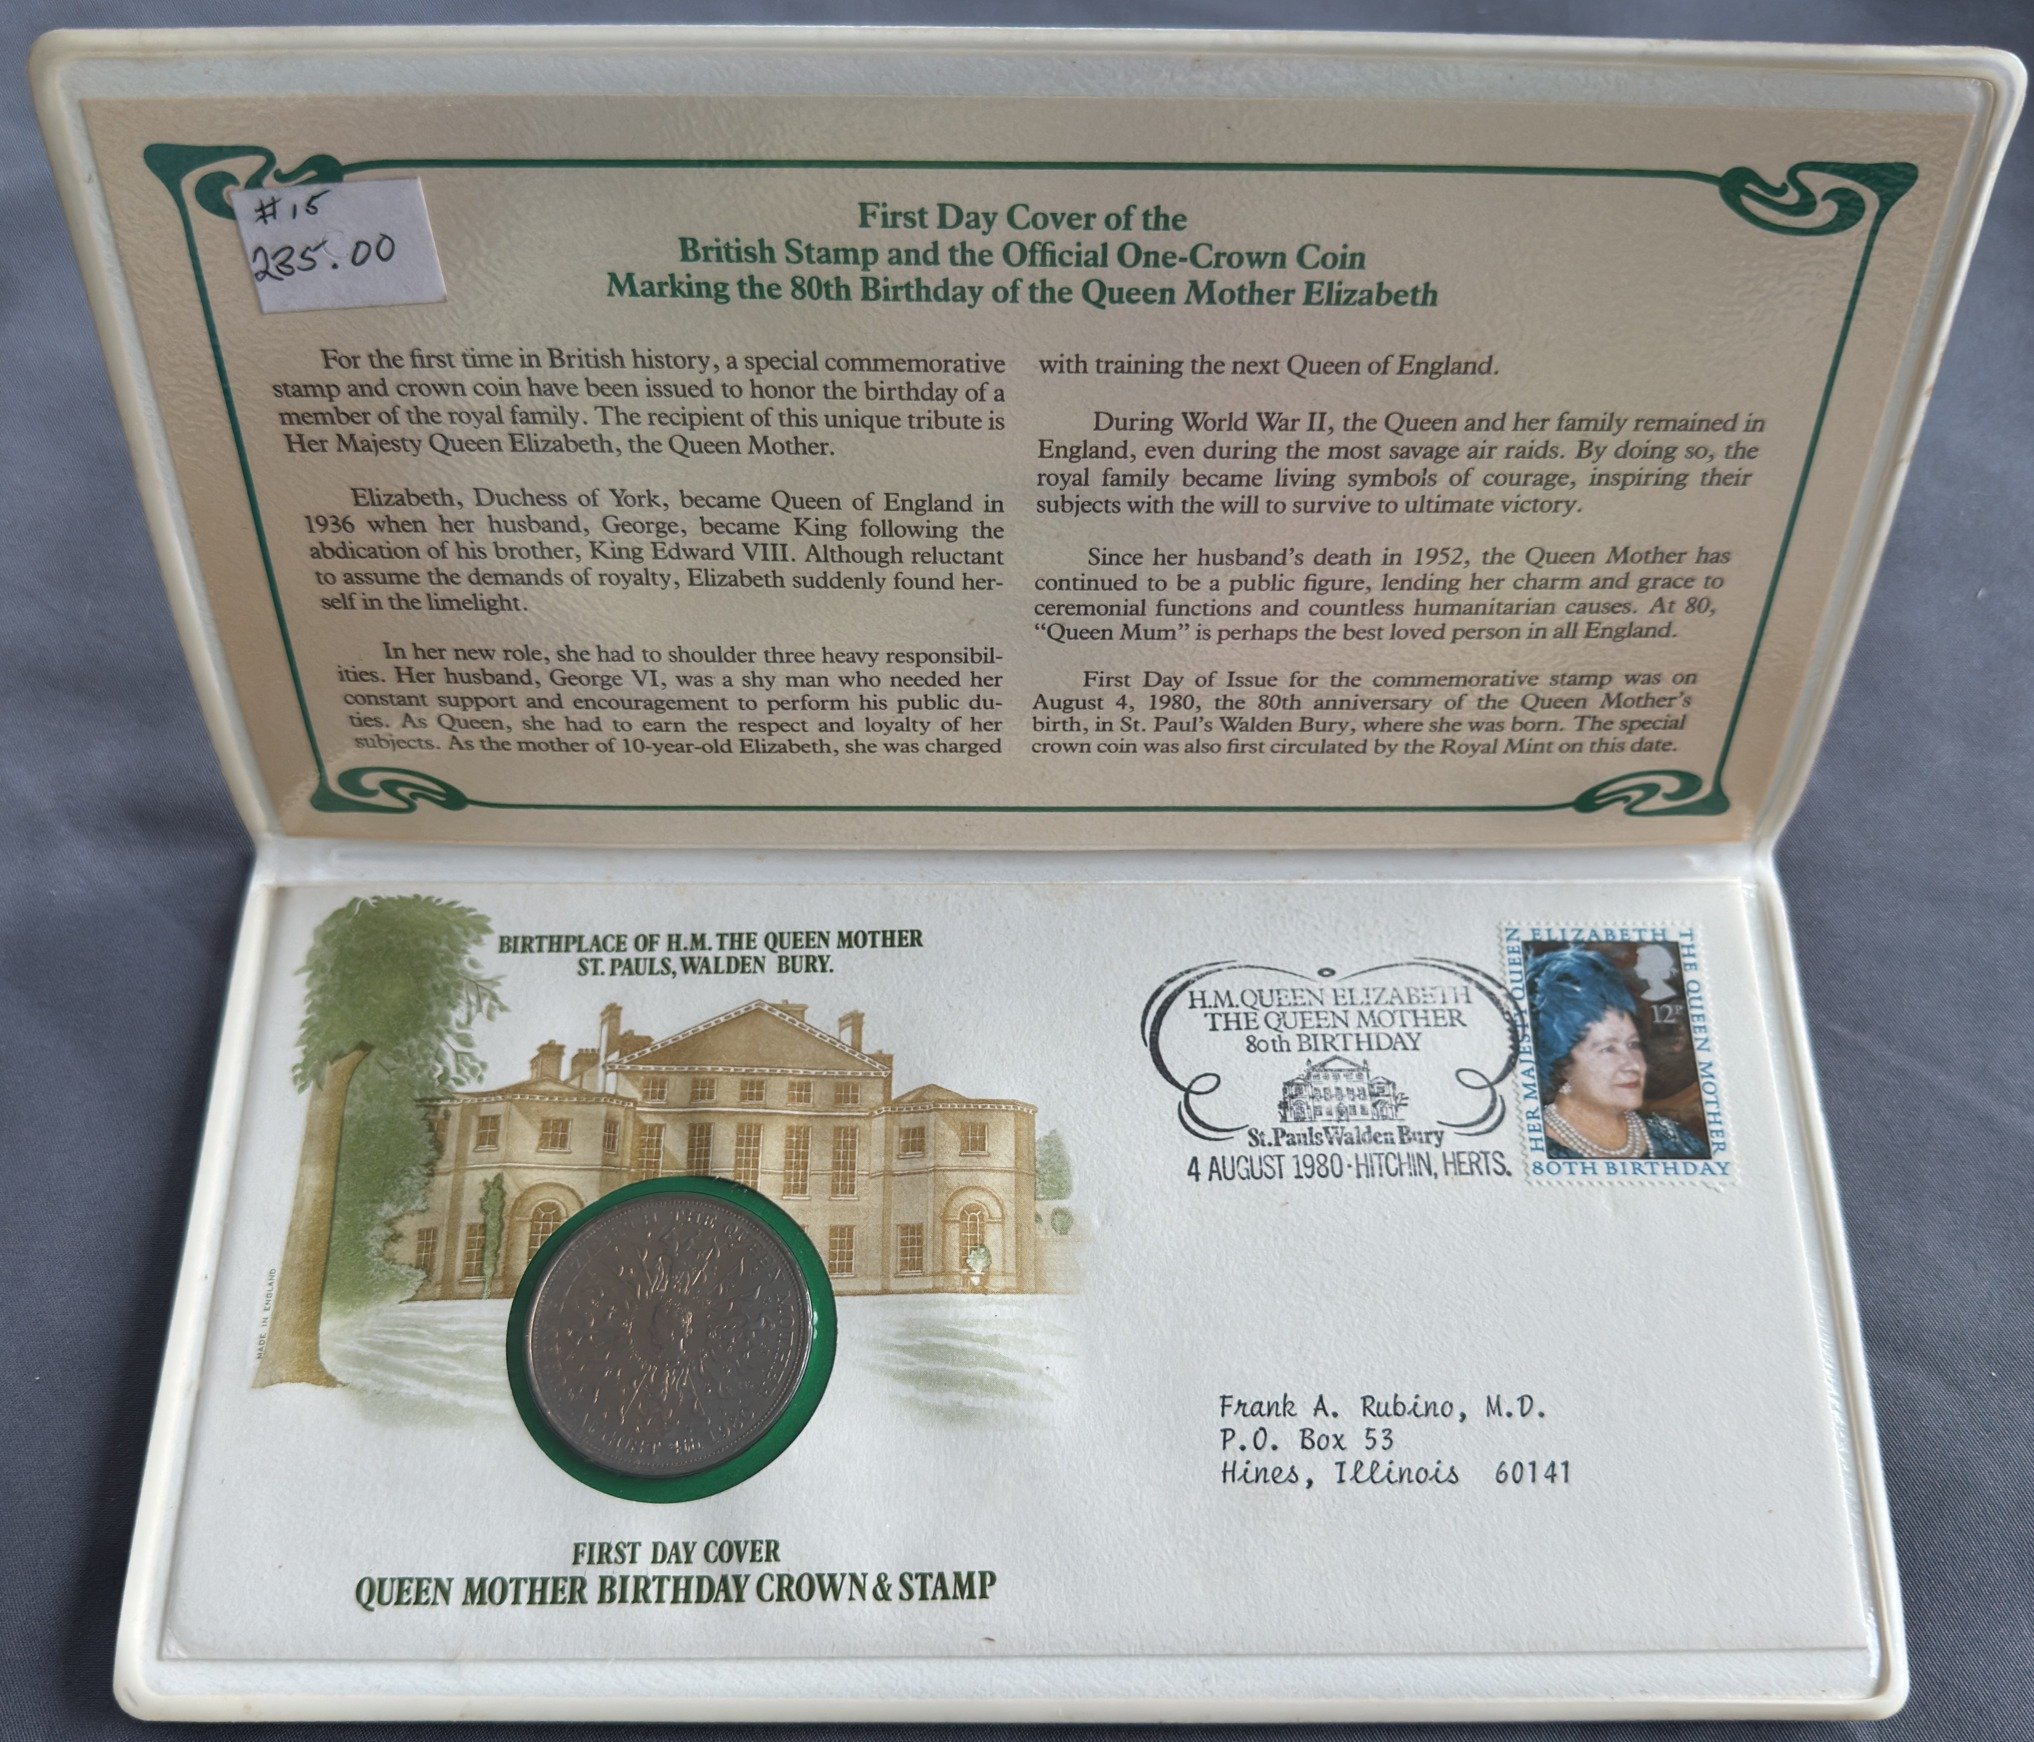 #15
235.00
First Day Cover of the
British Stamp and the Official One-Crown Coin
Marking the 80th Birthday of the Queen Mother Elizabeth
For the first time in British history, a special commemorative
stamp and crown coin have been issued to honor the birthday of a
member of the royal family. The recipient of this unique tribute is
Her Majesty Queen Elizabeth, the Queen Mother.
Elizabeth, Duchess of York, became Queen of England in
1936 when her husband, George, became King following the
abdication of his brother, King Edward VIII. Although reluctant
to assume the demands of royalty, Elizabeth suddenly found her-
self in the limelight.
In her new role, she had to shoulder three heavy responsibil-
ities. Her husband, George VI, was a shy man who needed her
constant support and encouragement to perform his public du-
ties. As Queen, she had to earn the respect and loyalty of her
subjects. As the mother of 10-year-old Elizabeth, she was charged
with training the next Queen of England.
During World War II, the Queen and her family remained in
England, even during the most savage air raids. By doing so, the
royal family became living symbols of courage, inspiring their
subjects with the will to survive to ultimate victory.
Since her husband's death in 1952, the Queen Mother has
continued to be a public figure, lending her charm and grace to
ceremonial functions and countless humanitarian causes. At 80,
“Queen Mum” is perhaps the best loved person in all England.
First Day of Issue for the commemorative stamp was on
August 4, 1980, the 80th anniversary of the Queen Mother's
birth, in St. Paul's Walden Bury, where she was born. The special
crown coin was also first circulated by the Royal Mint on this date.
BIRTHPLACE OF H.M. THE QUEEN MOTHER
ST. PAULS, WALDEN BURY.
MADE IN ENGLAND
H.M.QUEEN ELIZABETH
THE QUEEN MOTHER
80th BIRTHDAY
St.PaulsWalden Bury
4 AUGUST 1980·HITCHIN, HERTS.
HER MAJESTY QUEEN ELIZABETH THE QUEEN MOTHER
12P
80TH BIRTHDAY
THE QUEEN MOTHER
AUGUST 4th 1980
Frank A. Rubino, M.D.
P.O. Box 53
Hines, Illinois 60141
FIRST DAY COVER
QUEEN MOTHER BIRTHDAY CROWN & STAMP